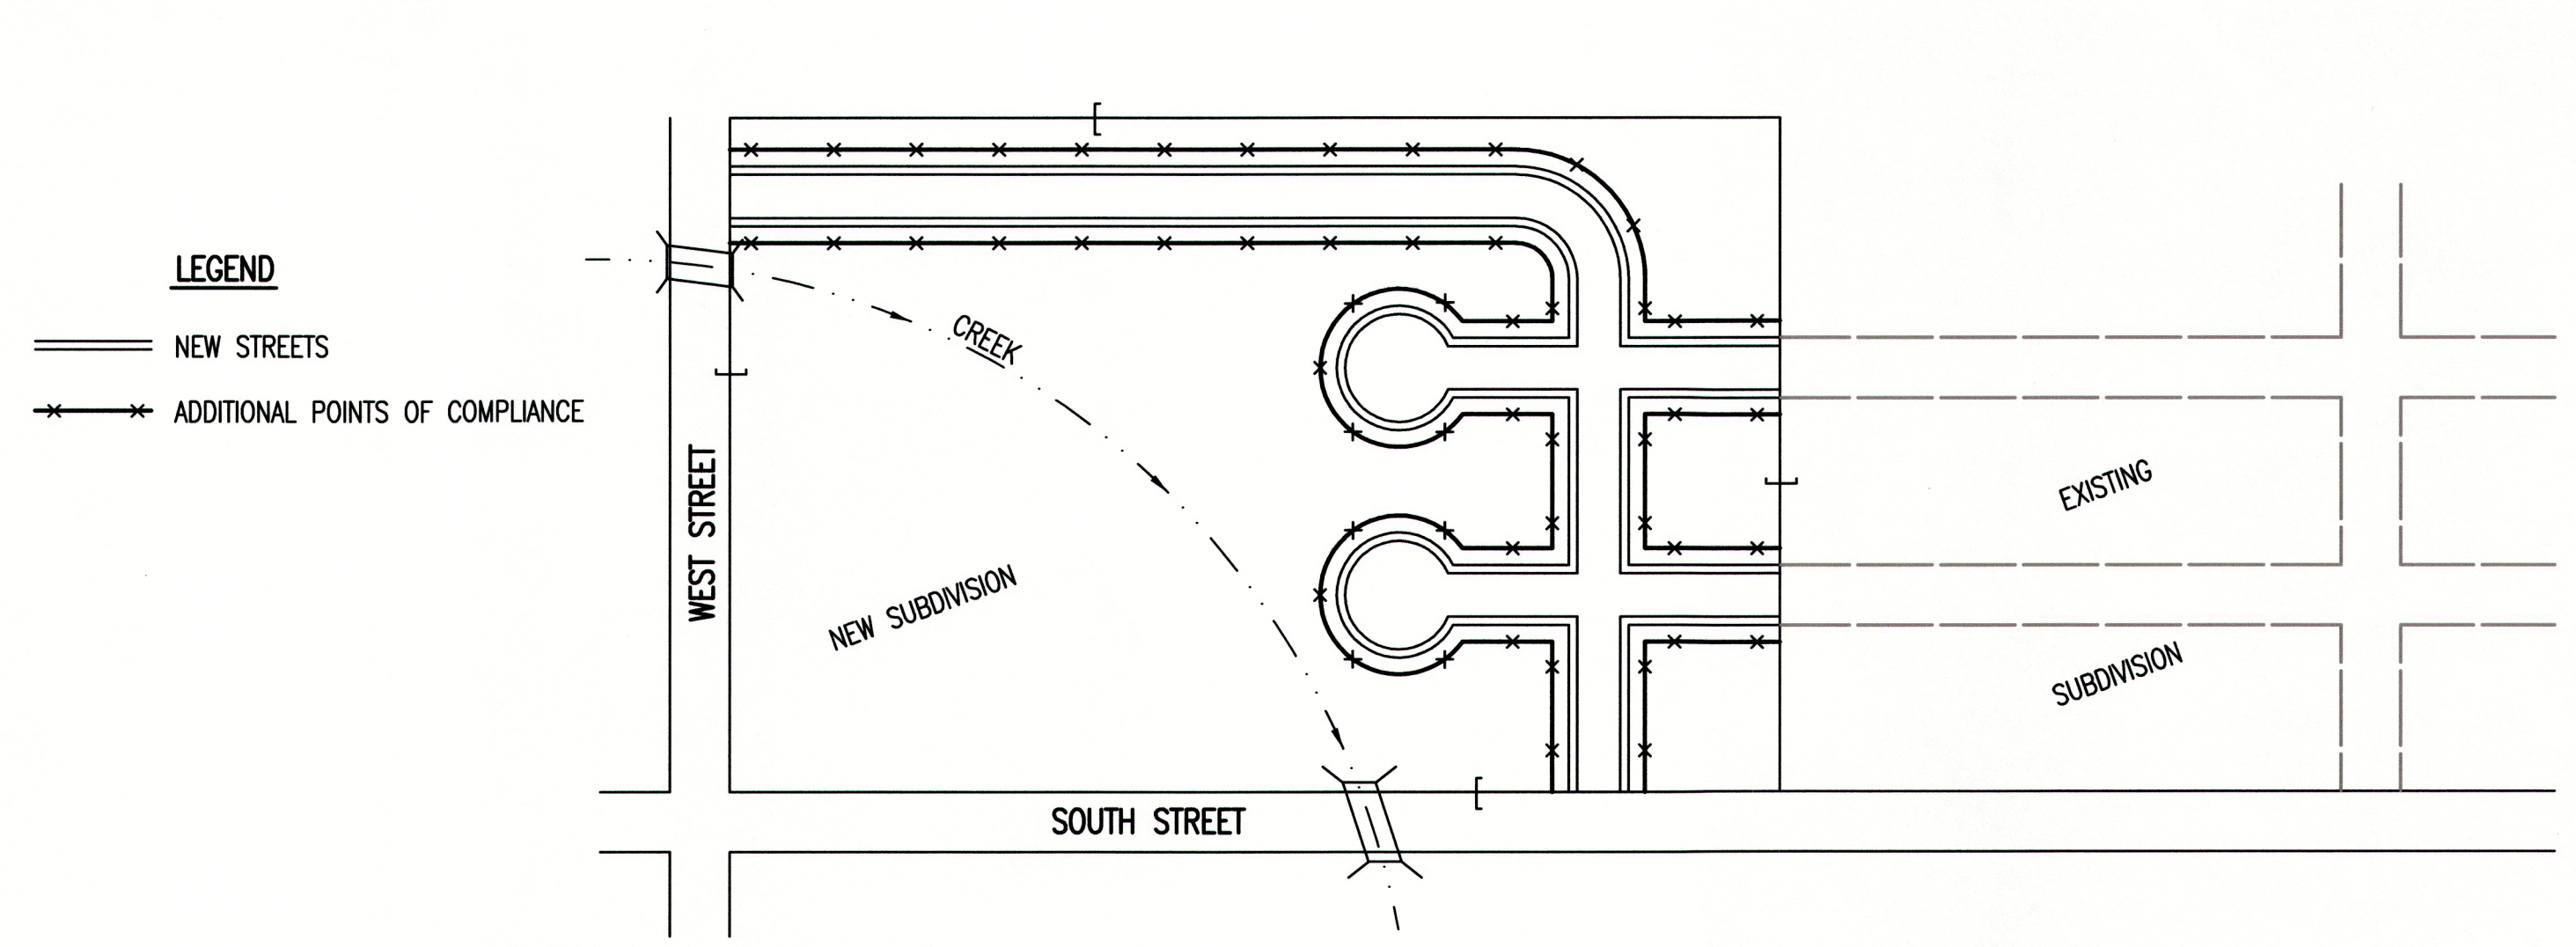 LEGEND
NEW STREETS
ADDITIONAL POINTS OF COMPLIANCE
CREEK
WEST STREET
NEW SUBDIVISION
SOUTH STREET
EXISTING
SUBDIVISION